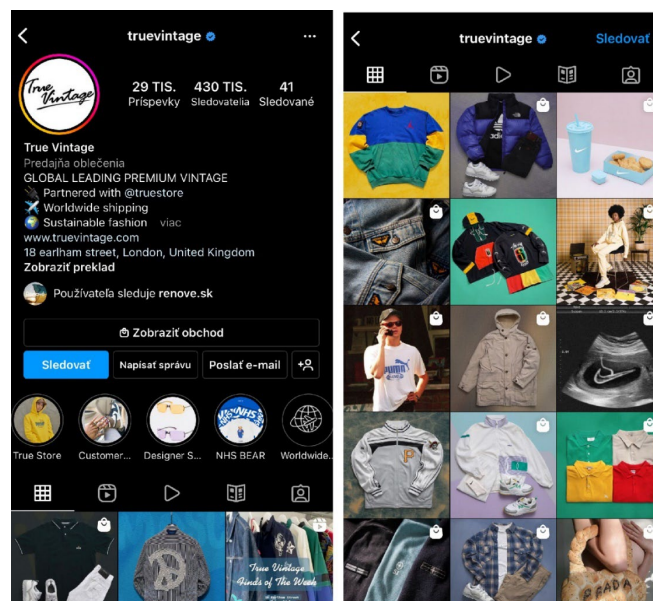 truevintage
True
Vintage
29 TIS.
430 TIS.
41
Príspevky
Sledovatelia
Sledované
True Vintage
Predajňa oblečenia
GLOBAL LEADING PREMIUM VINTAGE
Partnered with @truestore
Worldwide shipping
Sustainable fashion viac
www.truevintage.com
18 earlham street, London, United Kingdom
Zobraziť preklad
Používateľa sleduje renove.sk
Zobraziť obchod
Sledovať
Napísať správu
Poslať e-mail
True Store
Customer...
Designer S...
NHS BEAR
Worldwide..
True Vintage
Finds of The Week
truevintage
Sledovať
PUMA
P